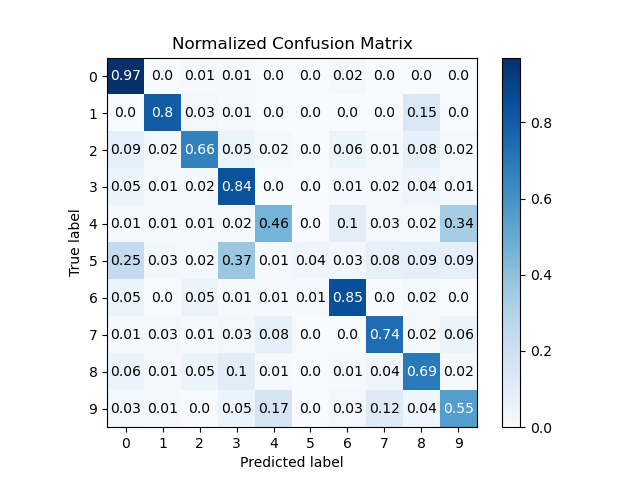 Normalized Confusion Matrix
0 0.97 0.0 0.01 0.01 0.0 0.0 0.02 0.0 0.0 0.0
1 0.0 0.8 0.03 0.01 0.0 0.0 0.0 0.0 0.15 0.0 0.8
2 0.09 0.02 0.66 0.05 0.02 0.0 0.06 0.01 0.08 0.02
3 0.05 0.01 0.02 0.84 0.0 0.0 0.01 0.02 0.04 0.01 0.6
4 0.01 0.01 0.01 0.02 0.46 0.0 0.1 0.03 0.02 0.34
True label
5 0.25 0.03 0.02 0.37 0.01 0.04 0.03 0.08 0.09 0.09 0.4
6 0.05 0.0 0.05 0.01 0.01 0.01 0.85 0.0 0.02 0.0
7 0.01 0.03 0.01 0.03 0.08 0.0 0.0 0.74 0.02 0.06 0.2
8 0.06 0.01 0.05 0.1 0.01 0.0 0.01 0.04 0.69 0.02
9 0.03 0.01 0.0 0.05 0.17 0.0 0.03 0.12 0.04 0.55 0.0
0 1 2 3 4 5 6 7 8 9
Predicted label